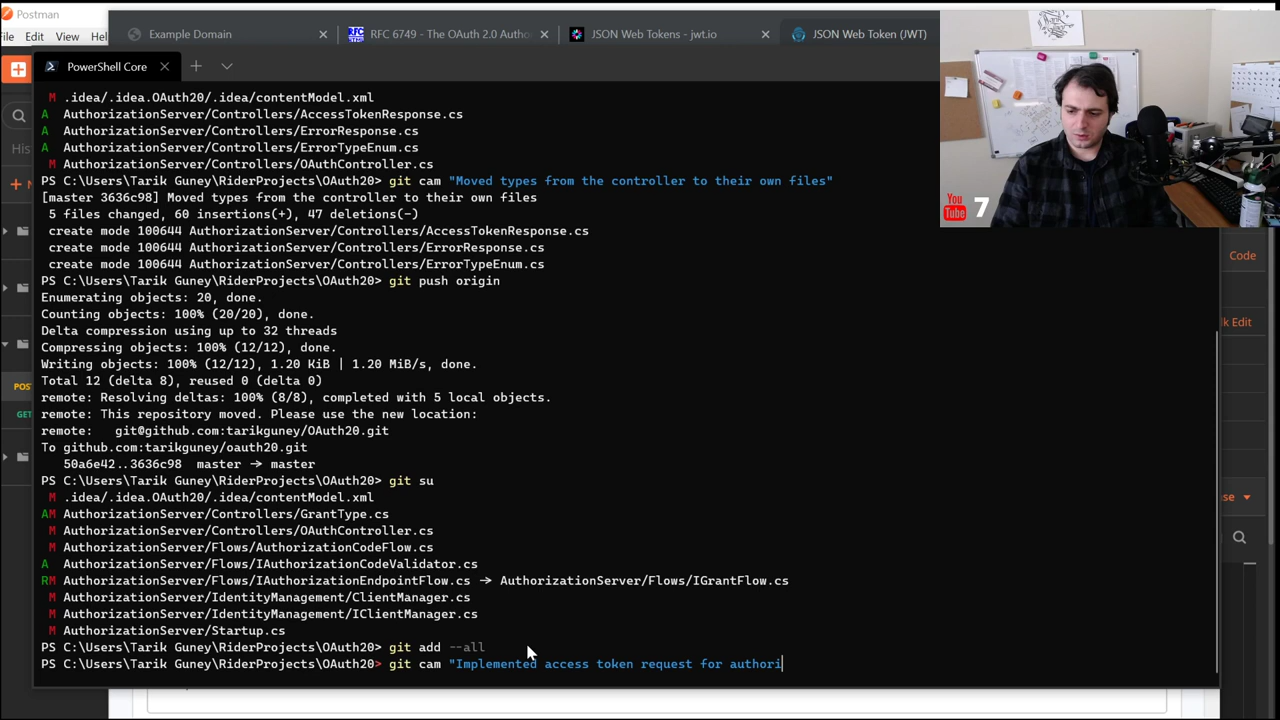 Postman
File Edit View Hel
Example Domain
RFC 6749 - The OAuth 2.0 Autho
JSON Web Tokens - jwt.io
JSON Web Token (JWT)
PowerShell Core
M .idea/.idea.OAuth20/.idea/contentModel.xml
A AuthorizationServer/Controllers/AccessTokenResponse.cs
A AuthorizationServer/Controllers/ErrorResponse.cs
A AuthorizationServer/Controllers/ErrorTypeEnum.cs
M AuthorizationServer/Controllers/OAuthController.cs
PS C:\Users\Tarik Guney\RiderProjects\OAuth20> git cam "Moved types from the controller to their own files"
[master 3636c98] Moved types from the controller to their own files
5 files changed, 60 insertions(+), 47 deletions(-)
create mode 100644 AuthorizationServer/Controllers/AccessTokenResponse.cs
create mode 100644 AuthorizationServer/Controllers/ErrorResponse.cs
create mode 100644 AuthorizationServer/Controllers/ErrorTypeEnum.cs
PS C:\Users\Tarik Guney\RiderProjects\OAuth20> git push origin
Enumerating objects: 20, done.
Counting objects: 100% (20/20), done.
Delta compression using up to 32 threads
Compressing objects: 100% (12/12), done.
Writing objects: 100% (12/12), 1.20 KiB | 1.20 MiB/s, done.
Total 12 (delta 8), reused 0 (delta 0)
remote: Resolving deltas: 100% (8/8), completed with 5 local objects.
remote: This repository moved. Please use the new location:
remote: git@github.com:tarikguney/OAuth20.git
To github.com:tarikguney/oauth20.git
50a6e42..3636c98 master → master
PS C:\Users\Tarik Guney\RiderProjects\OAuth20> git su
M .idea/.idea.OAuth20/.idea/contentModel.xml
AM AuthorizationServer/Controllers/GrantType.cs
M AuthorizationServer/Controllers/OAuthController.cs
M AuthorizationServer/Flows/AuthorizationCodeFlow.cs
A AuthorizationServer/Flows/IAuthorizationCodeValidator.cs
RM AuthorizationServer/Flows/IAuthorizationEndpointFlow.cs → AuthorizationServer/Flows/IGrantFlow.cs
M AuthorizationServer/IdentityManagement/ClientManager.cs
M AuthorizationServer/IdentityManagement/IClientManager.cs
M AuthorizationServer/Startup.cs
PS C:\Users\Tarik Guney\RiderProjects\OAuth20> git add --all
PS C:\Users\Tarik Guney\RiderProjects\OAuth20> git cam "Implemented access token request for authori
You Tube 7
His
POS
GET
Code
lk Edit